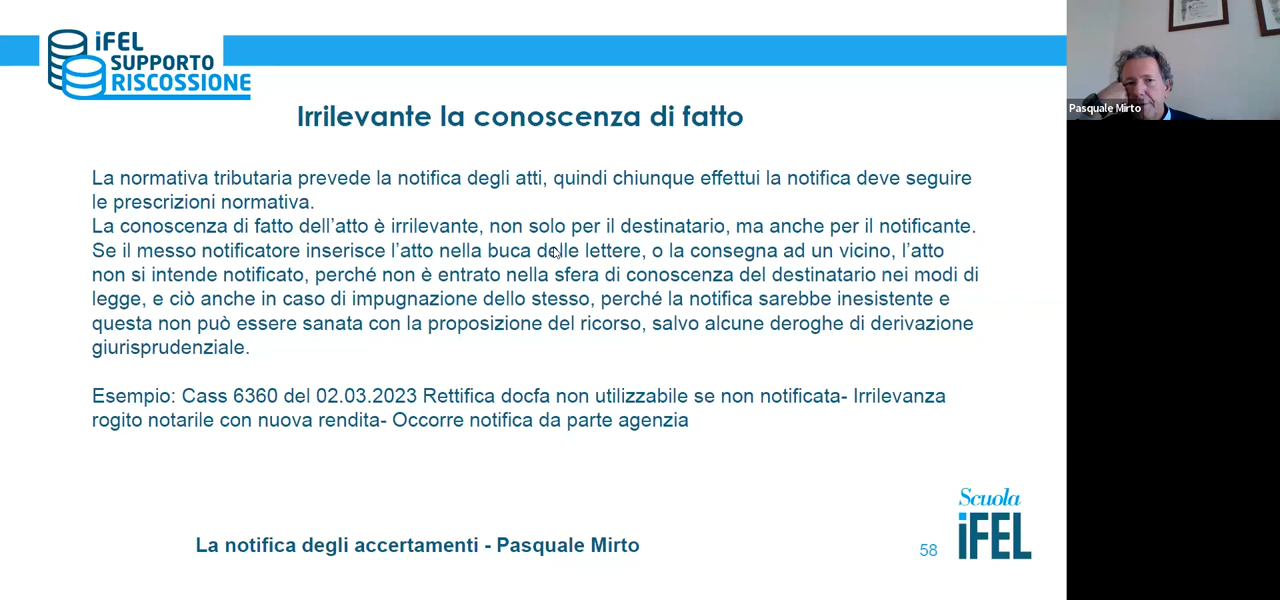 iFEL
SUPPORTO
RISCOSSIONE
Pasquale Mirto
Irrilevante la conoscenza di fatto
La normativa tributaria prevede la notifica degli atti, quindi chiunque effettui la notifica deve seguire
le prescrizioni normativa.
La conoscenza di fatto dell'atto è irrilevante, non solo per il destinatario, ma anche per il notificante.
Se il messo notificatore inserisce l'atto nella buca delle lettere, o la consegna ad un vicino, l'atto
non si intende notificato, perché non è entrato nella sfera di conoscenza del destinatario nei modi di
legge, e ciò anche in caso di impugnazione dello stesso, perché la notifica sarebbe inesistente e
questa non può essere sanata con la proposizione del ricorso, salvo alcune deroghe di derivazione
giurisprudenziale.
Esempio: Cass 6360 del 02.03.2023 Rettifica docfa non utilizzabile se non notificata- Irrilevanza
rogito notarile con nuova rendita- Occorre notifica da parte agenzia
Scuola
iFEL
La notifica degli accertamenti - Pasquale Mirto
58